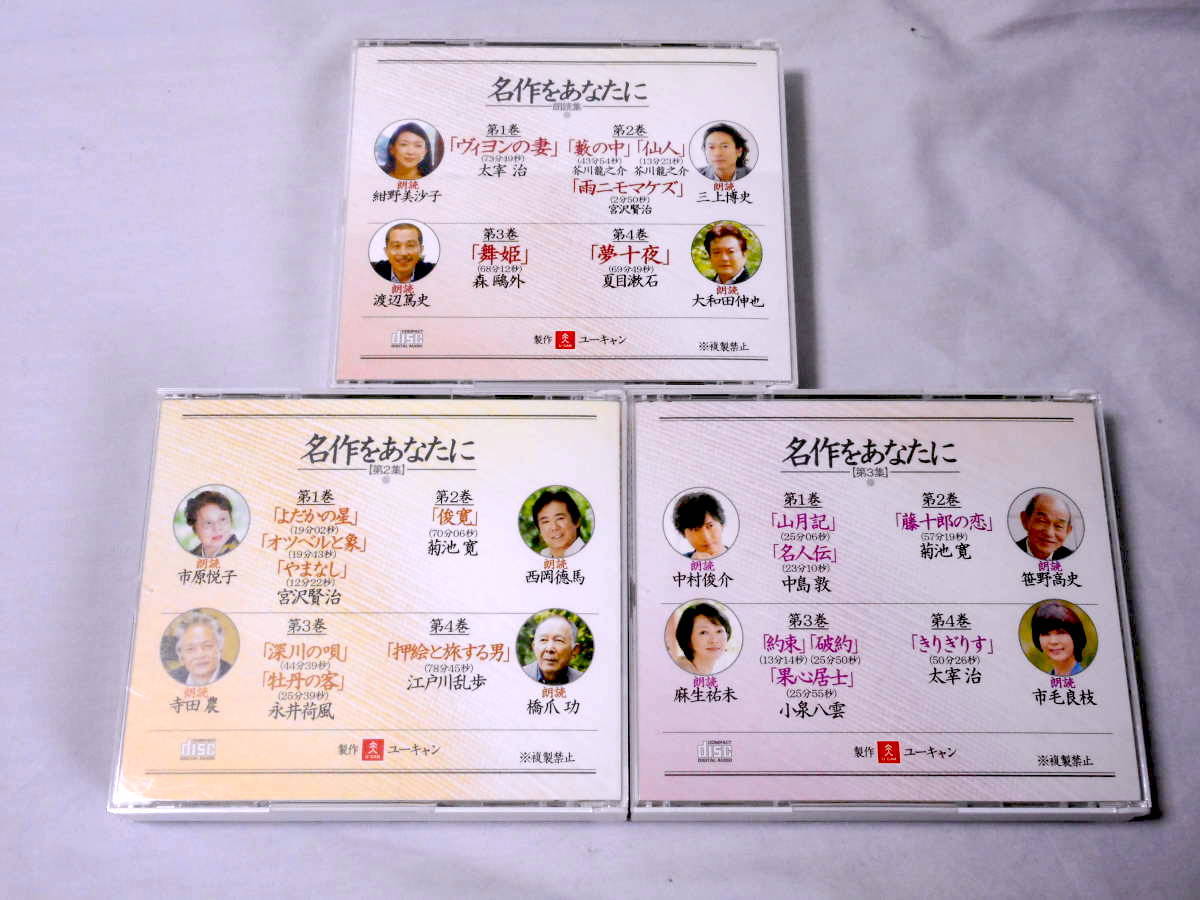 名作をあなたに
朗読集
第1巻
「ヴィヨンの妻」
(73分49秒)
太宰 治
朗読
紺野美沙子
第2巻
「藪の中」「仙人」
(43分54秒) (13分23秒)
芥川龍之介 芥川龍之介
「雨ニモマケズ」
(2分50秒)
宮沢賢治
朗読
三上博史
第3巻
「舞姫」
(68分12秒)
森 鷗外
朗読
渡辺篤史
第4巻
「夢十夜」
(69分49秒)
夏目漱石
朗読
大和田伸也
COMPACT
disc
DIGITAL AUDIO
製作 U-CAN ユーキャン
※複製禁止
名作をあなたに
【第2集】
第1巻
「よだかの星」
(19分02秒)
「オツベルと象」
(19分43秒)
「やまなし」
(12分22秒)
宮沢賢治
朗読
市原悦子
第2巻
「俊寛」
(70分06秒)
菊池 寛
朗読
西岡德馬
第3巻
「深川の唄」
(44分39秒)
「牡丹の客」
(25分39秒)
永井荷風
朗読
寺田 農
第4巻
「押絵と旅する男」
(78分45秒)
江戸川乱歩
朗読
橋爪 功
COMPACT
disc
DIGITAL AUDIO
製作 U-CAN ユーキャン
※複製禁止
名作をあなたに
【第3集】
第1巻
「山月記」
(25分06秒)
「名人伝」
(23分10秒)
中島 敦
朗読
中村俊介
第2巻
「藤十郎の恋」
(57分19秒)
菊池 寛
朗読
笹野高史
第3巻
「約束」「破約」
(13分14秒) (25分50秒)
「果心居士」
(25分55秒)
小泉八雲
朗読
麻生祐未
第4巻
「きりぎりす」
(50分26秒)
太宰 治
朗読
市毛良枝
COMPACT
disc
DIGITAL AUDIO
製作 U-CAN ユーキャン
※複製禁止